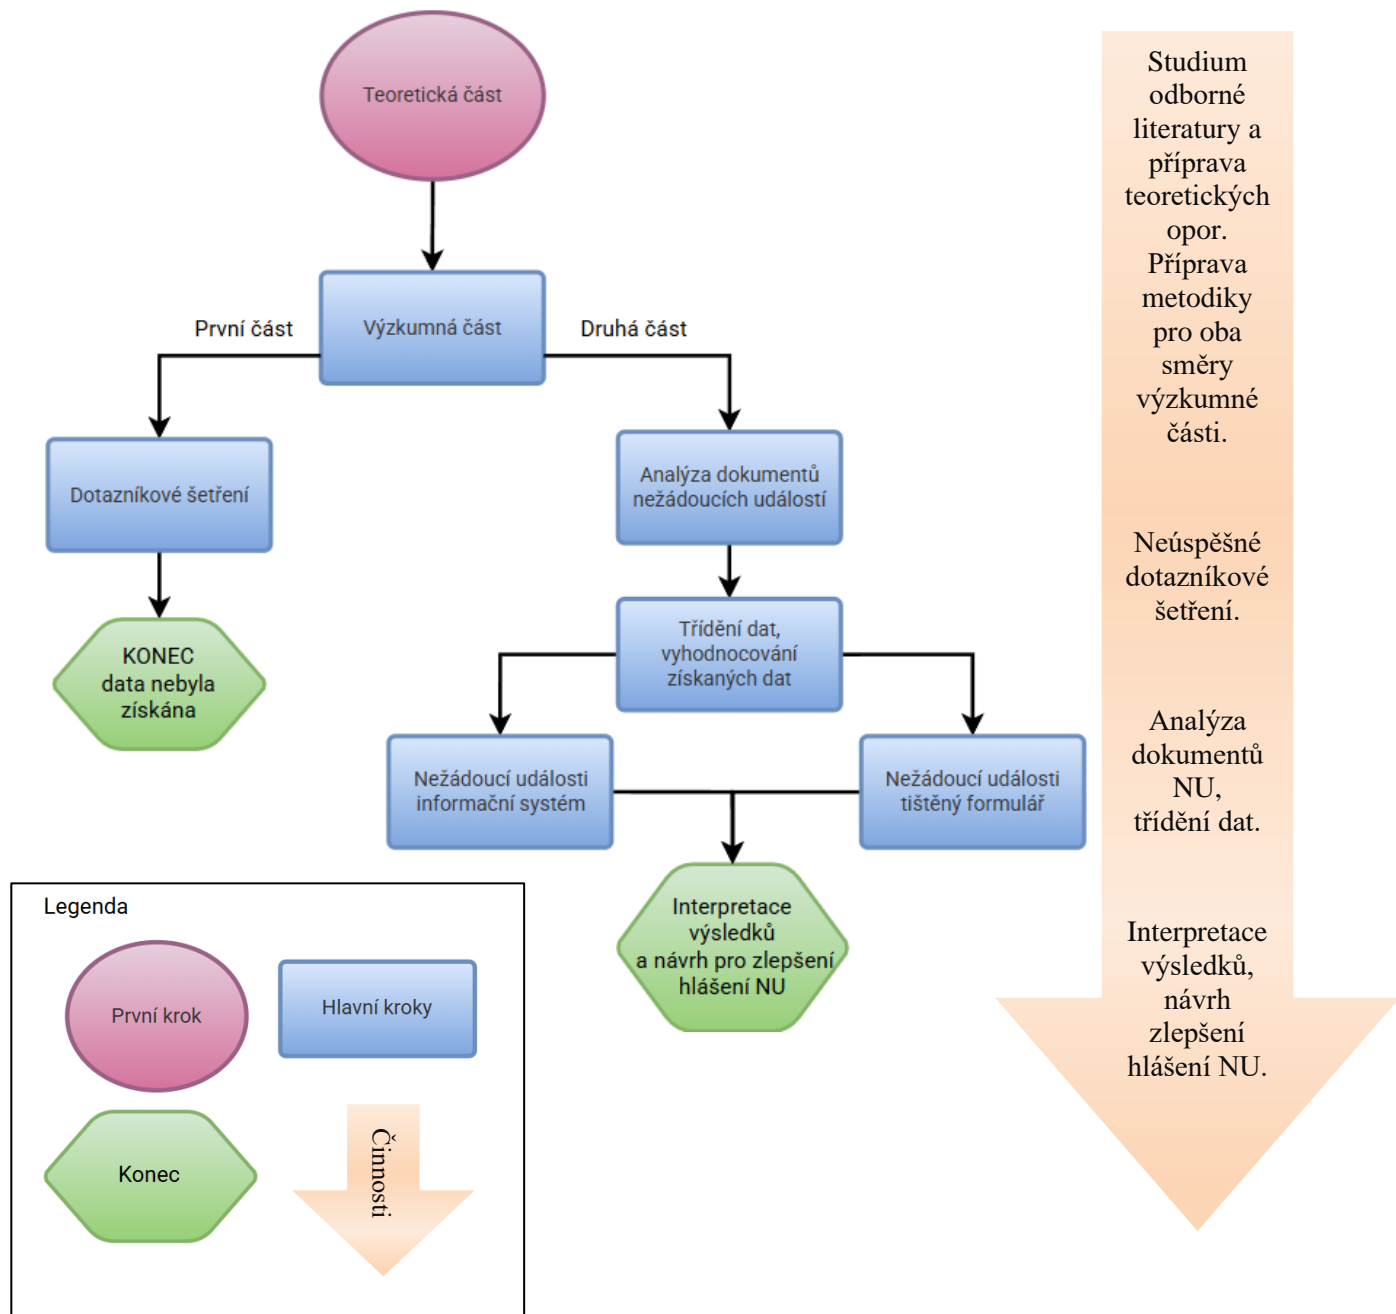 Teoretická část
Výzkumná část
První část
Druhá část
Dotazníkové šetření
KONEC
data nebyla
získána
Analýza dokumentů
nežádoucích událostí
Třídění dat,
vyhodnocování
získaných dat
Nežádoucí události
informační systém
Nežádoucí události
tištěný formulář
Interpretace
výsledků
a návrh pro zlepšení
hlášení NU
Studium
odborné
literatury a
příprava
teoretických
opor.
Příprava
metodiky
pro oba
směry
výzkumné
části.
Neúspěšné
dotazníkové
šetření.
Analýza
dokumentů
NU,
třídění dat.
Interpretace
výsledků,
návrh
zlepšení
hlášení NU.
Legenda
První krok
Hlavní kroky
Konec
Činnosti